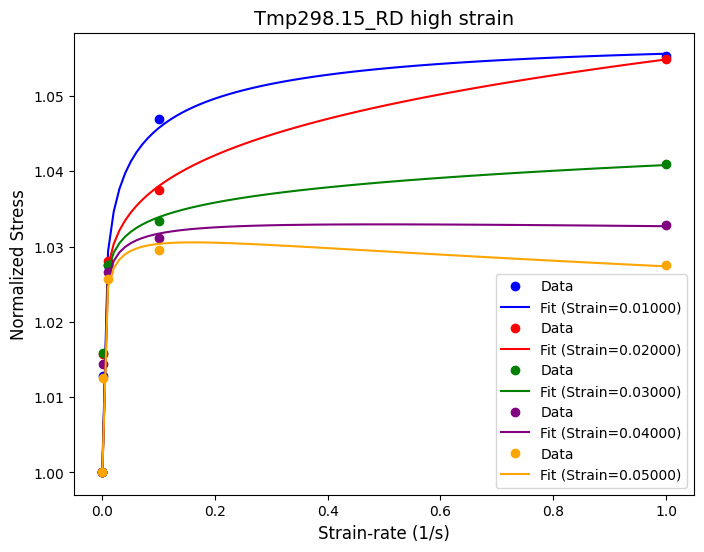 Tmp298.15_RD high strain
Normalized Stress
1.05
1.04
1.03
1.02
1.01
1.00
Data
Fit (Strain=0.01000)
Data
Fit (Strain=0.02000)
Data
Fit (Strain=0.03000)
Data
Fit (Strain=0.04000)
Data
Fit (Strain=0.05000)
0.0 0.2 0.4 0.6 0.8 1.0
Strain-rate (1/s)